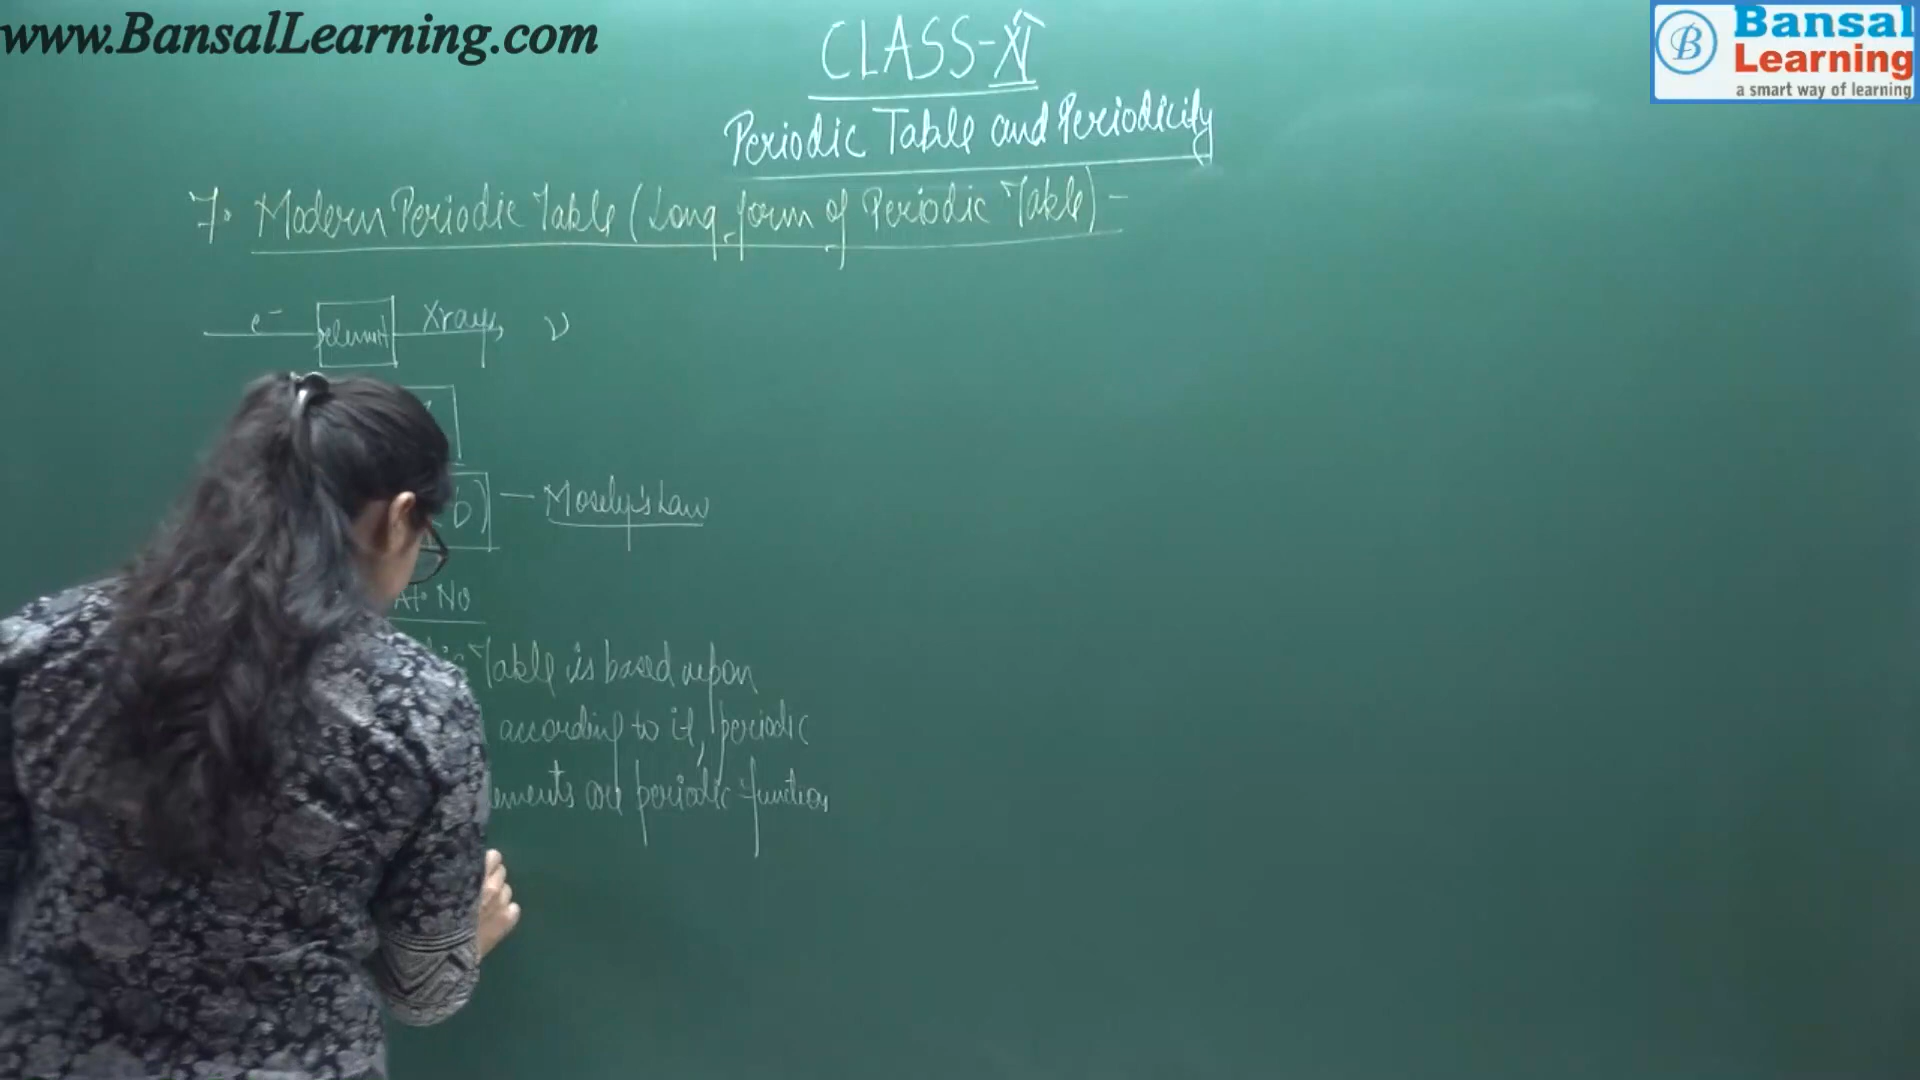 www.BansalLearning.com
Bansal
Learning
a smart way of learning
CLASS-XI
Periodic Table and Periodicity
7. Modern Periodic Table (Long form of Periodic Table) -
e⁻ element X rays ν
b) — Mosely's Law
At. No
Table is based upon
according to it, periodic
are periodic function